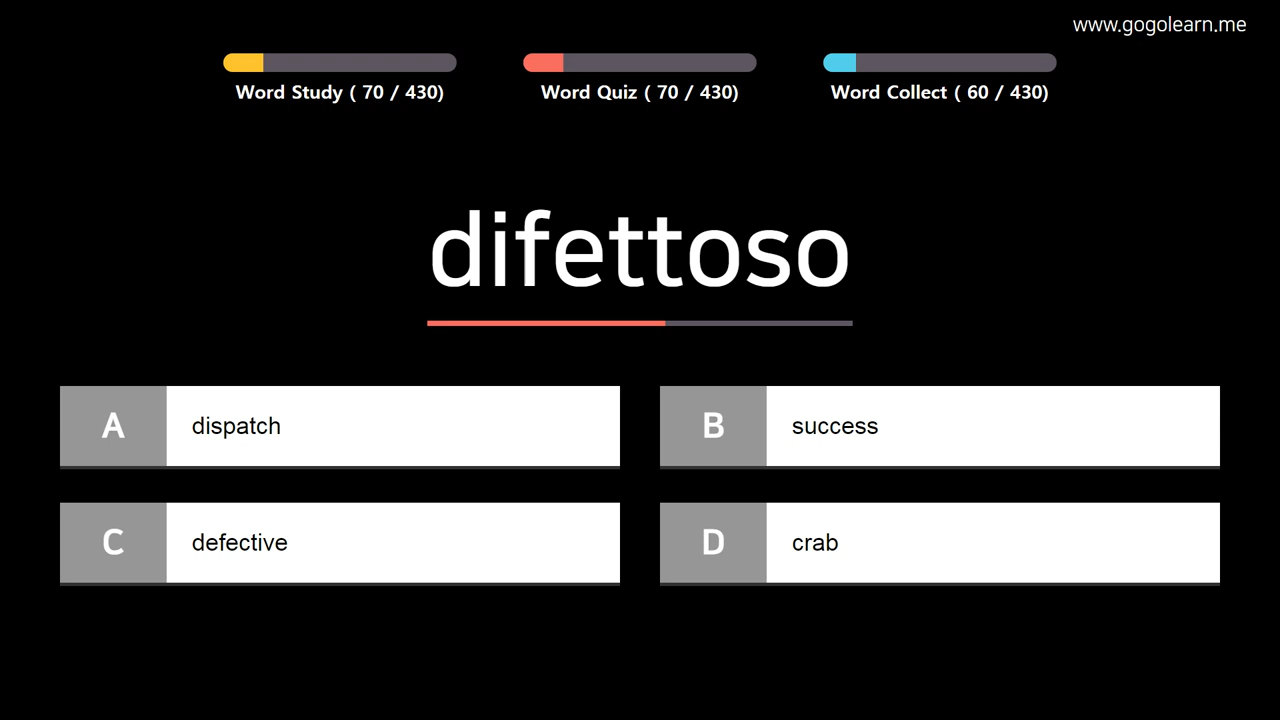 www.gogolearn.me
Word Study ( 70 / 430)
Word Quiz ( 70 / 430)
Word Collect ( 60 / 430)
difettoso
A dispatch
B success
C defective
D crab